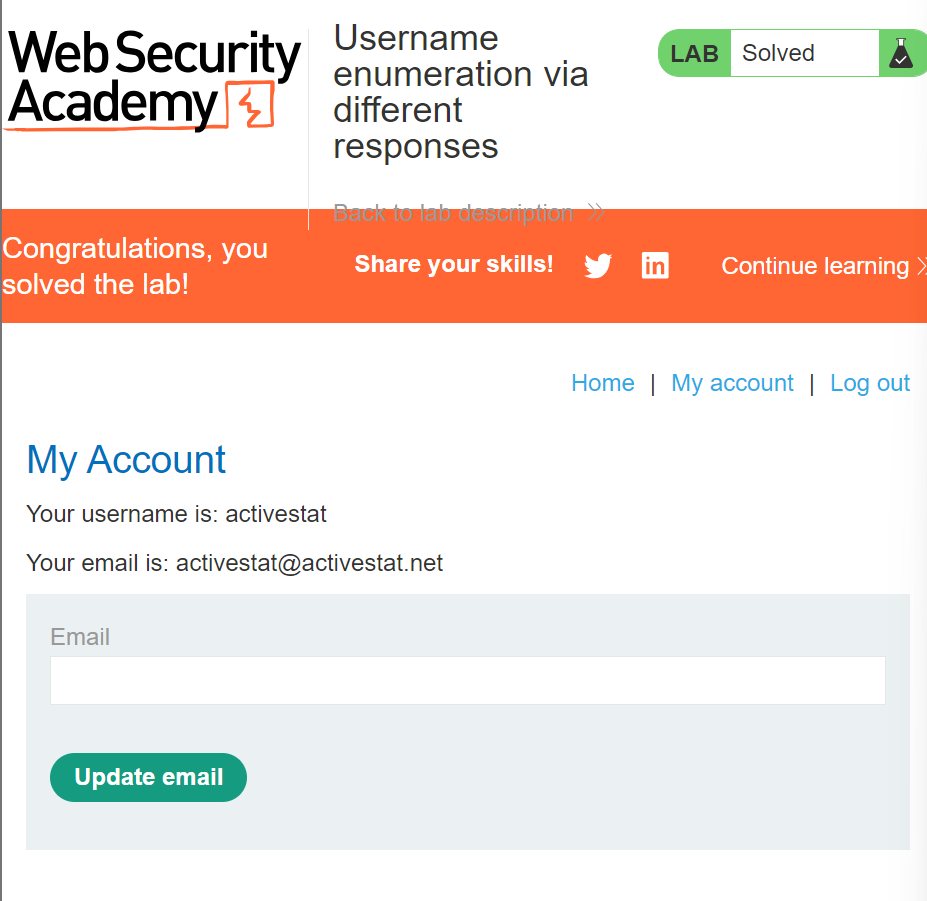 Web Security
Academy
Username
enumeration via
different
responses
LAB Solved
Back to lab description
Congratulations, you
solved the lab!
Share your skills!
Continue learning
Home | My account | Log out
My Account
Your username is: activestat
Your email is: activestat@activestat.net
Email
Update email